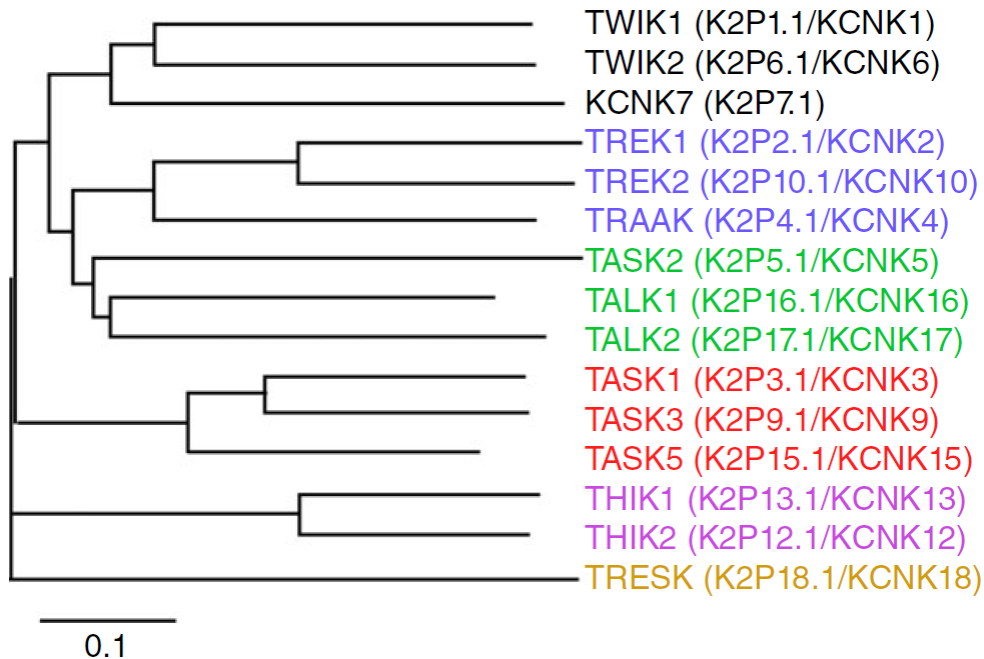 TWIK1 (K2P1.1/KCNK1)
TWIK2 (K2P6.1/KCNK6)
KCNK7 (K2P7.1)
TREK1 (K2P2.1/KCNK2)
TREK2 (K2P10.1/KCNK10)
TRAAK (K2P4.1/KCNK4)
TASK2 (K2P5.1/KCNK5)
TALK1 (K2P16.1/KCNK16)
TALK2 (K2P17.1/KCNK17)
TASK1 (K2P3.1/KCNK3)
TASK3 (K2P9.1/KCNK9)
TASK5 (K2P15.1/KCNK15)
THIK1 (K2P13.1/KCNK13)
THIK2 (K2P12.1/KCNK12)
TRESK (K2P18.1/KCNK18)
0.1